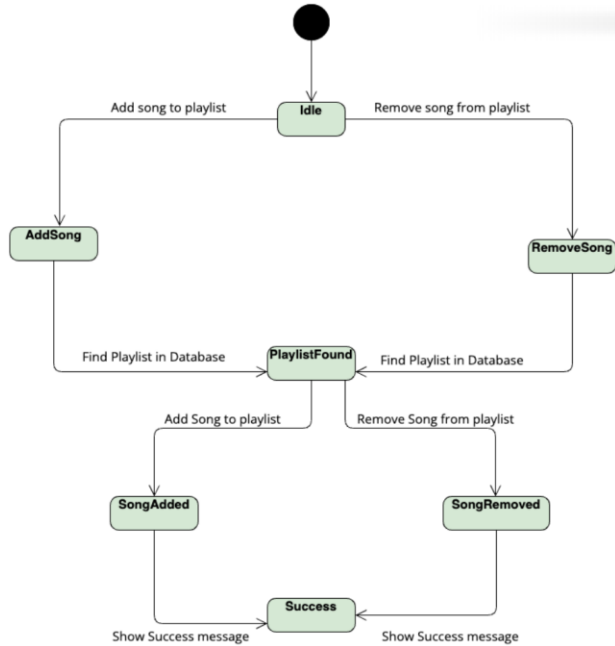 Add song to playlist
Idle
Remove song from playlist
AddSong
RemoveSong
Find Playlist in Database
PlaylistFound
Find Playlist in Database
Add Song to playlist
Remove Song from playlist
SongAdded
SongRemoved
Success
Show Success message
Show Success message